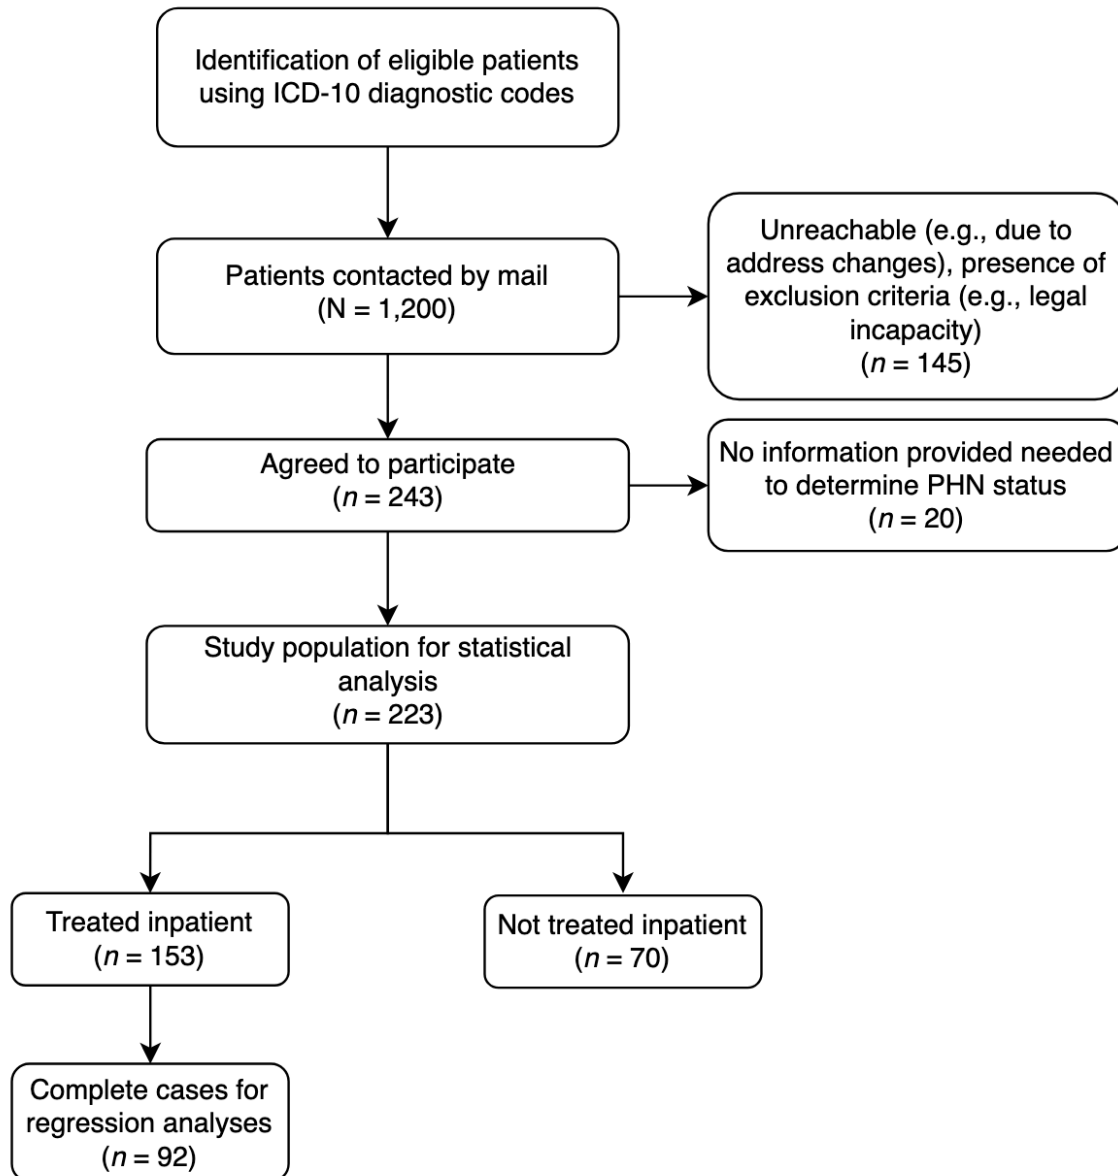 Identification of eligible patients
using ICD-10 diagnostic codes
Patients contacted by mail
(N = 1,200)
Unreachable (e.g., due to
address changes), presence of
exclusion criteria (e.g., legal
incapacity)
(n = 145)
Agreed to participate
(n = 243)
No information provided needed
to determine PHN status
(n = 20)
Study population for statistical
analysis
(n = 223)
Treated inpatient
(n = 153)
Not treated inpatient
(n = 70)
Complete cases for
regression analyses
(n = 92)